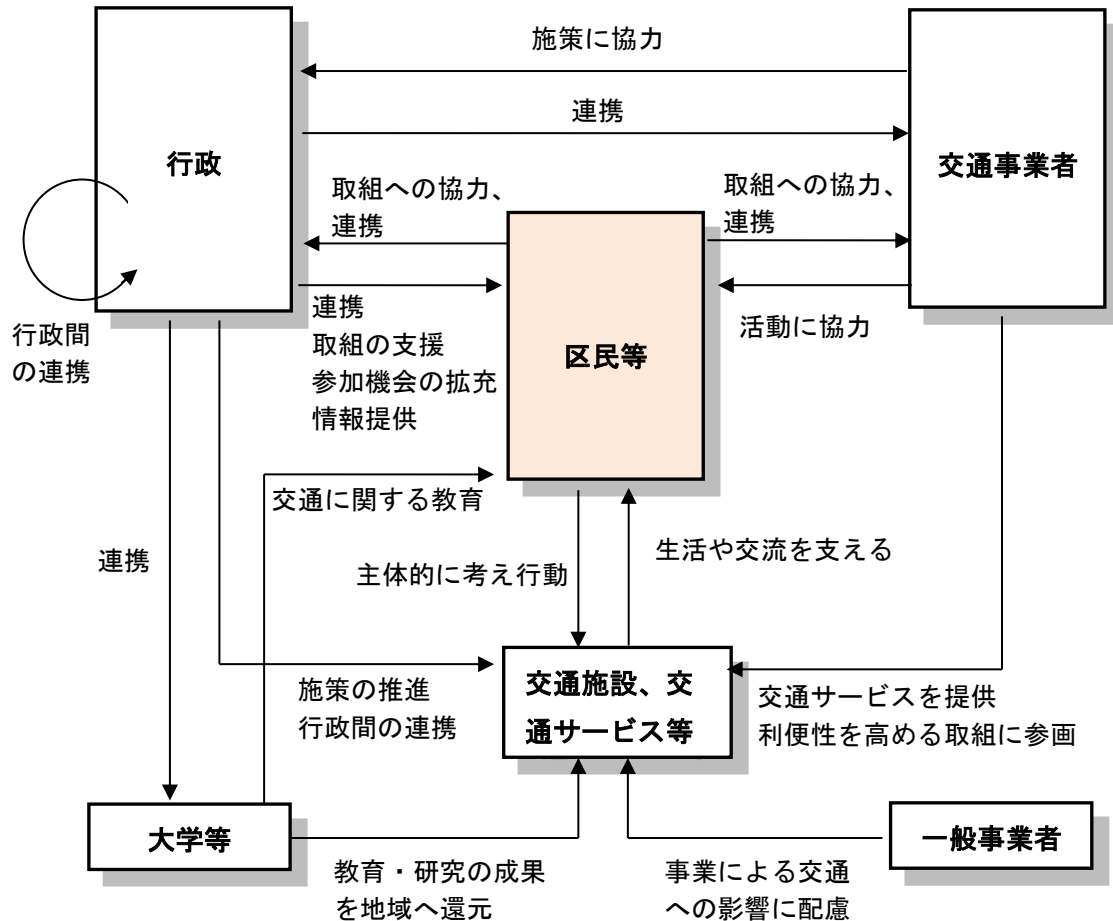 施策に協力
連携
行政
交通事業者
取組への協力、
連携
取組への協力、
連携
行政間
の連携
連携
取組の支援
参加機会の拡充
情報提供
区民等
活動に協力
交通に関する教育
連携
主体的に考え行動
生活や交流を支える
施策の推進
行政間の連携
交通施設、交
通サービス等
交通サービスを提供
利便性を高める取組に参画
大学等
一般事業者
教育・研究の成果
を地域へ還元
事業による交通
への影響に配慮